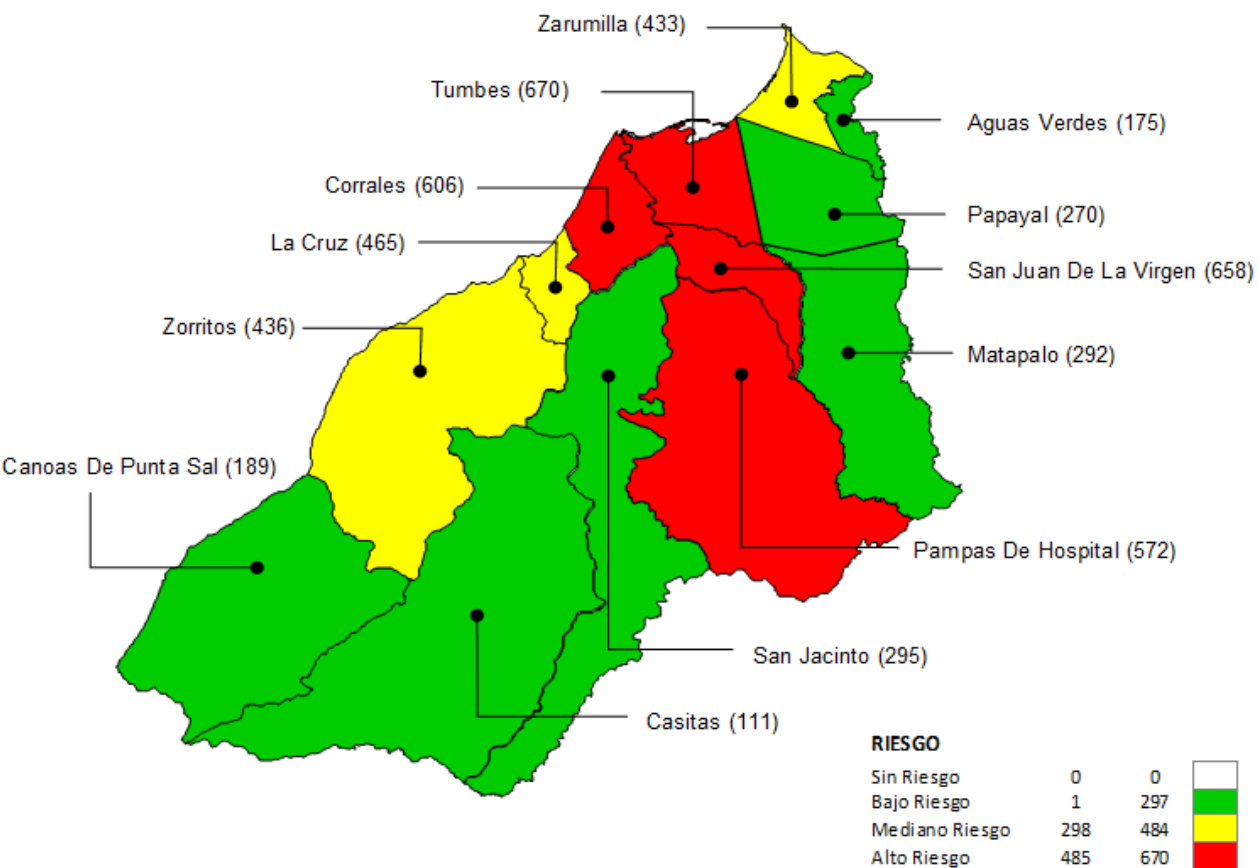 Zarumilla (433)
Tumbes (670)
Aguas Verdes (175)
Corrales (606)
Papayal (270)
La Cruz (465)
San Juan De La Virgen (658)
Zorritos (436)
Matapalo (292)
Canoas De Punta Sal (189)
Pampas De Hospital (572)
San Jacinto (295)
Casitas (111)
RIESGO
Sin Riesgo 0 0
Bajo Riesgo 1 297
Mediano Riesgo 298 484
Alto Riesgo 485 670